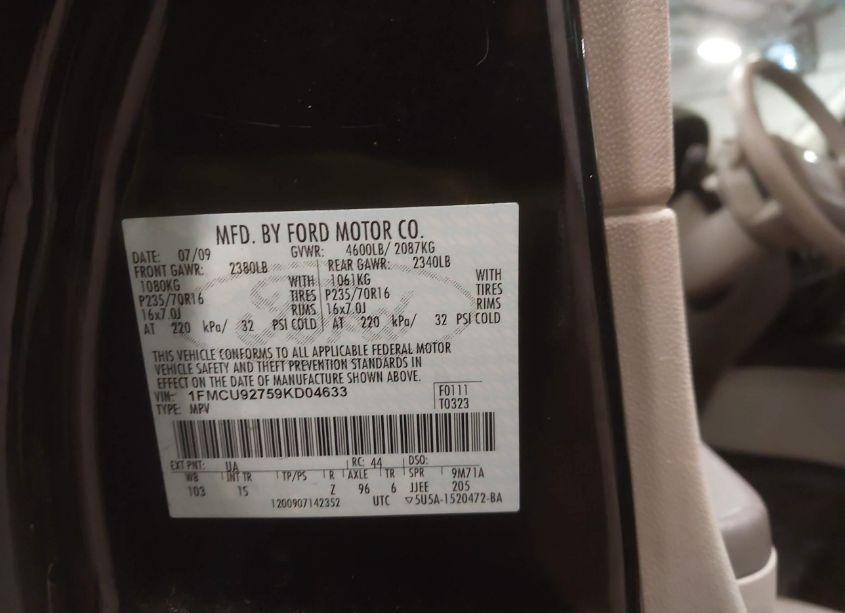 MFD. BY FORD MOTOR CO.
DATE: 07/09 GVWR: 4600LB/ 2087KG
FRONT GAWR: 2380LB REAR GAWR: 2340LB
1080KG WITH 1061KG WITH
P235/70R16 TIRES P235/70R16 TIRES
16x7.0J RIMS 16x7.0J RIMS
AT 220 kPa/ 32 PSI COLD AT 220 kPa/ 32 PSI COLD
THIS VEHICLE CONFORMS TO ALL APPLICABLE FEDERAL MOTOR
VEHICLE SAFETY AND THEFT PREVENTION STANDARDS IN
EFFECT ON THE DATE OF MANUFACTURE SHOWN ABOVE.
VIN: 1FMCU92759KD04633 F0111
TYPE: MPV T0323
EXT PNT: UA RC: 44 DSO:
WB INT TR TP/PS R AXLE TR SPR 9M71A
103 TS Z 96 6 JJEE 205
1200907142352 UTC ▽5U5A-1520472-BA
Ford